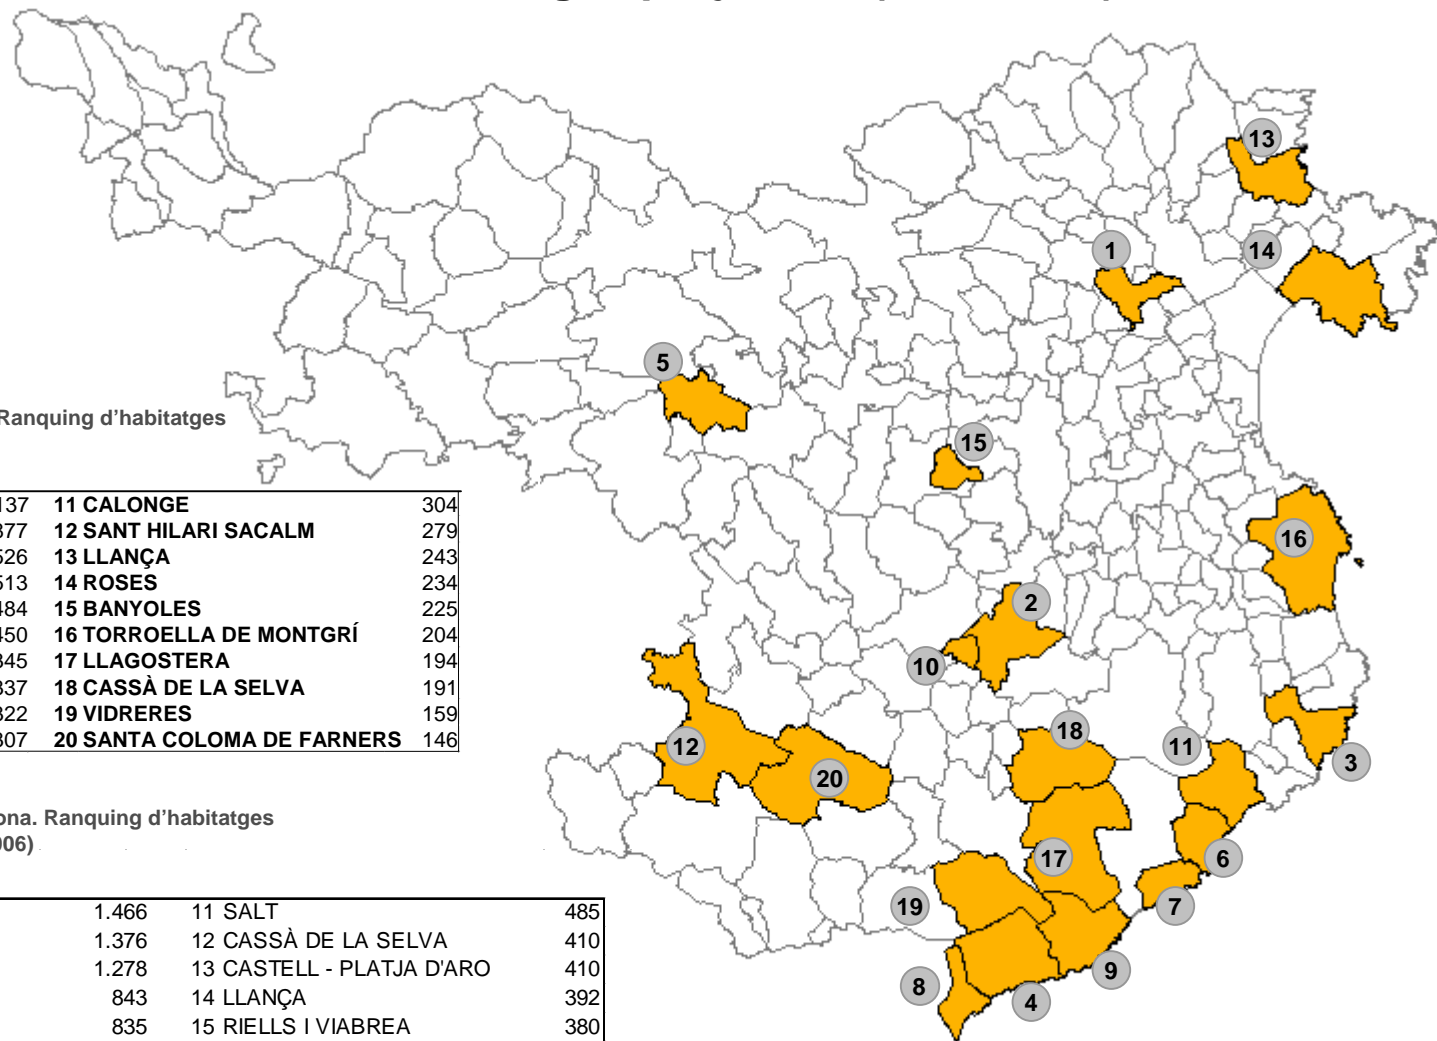 13
1
14
5
Ranquing d'habitatges
15
137 11 CALONGE 304
377 12 SANT HILARI SACALM 279
526 13 LLANÇA 243
513 14 ROSES 234
484 15 BANYOLES 225
450 16 TORROELLA DE MONTGRÍ 204
345 17 LLAGOSTERA 194
337 18 CASSÀ DE LA SELVA 191
322 19 VIDRERES 159
307 20 SANTA COLOMA DE FARNERS 146
16
2
10
18
11
12
20
3
17
6
7
19
8
4
9
ona. Ranquing d'habitatges
006)
1.466 11 SALT 485
1.376 12 CASSÀ DE LA SELVA 410
1.278 13 CASTELL - PLATJA D'ARO 410
843 14 LLANÇA 392
835 15 RIELLS I VIABREA 380